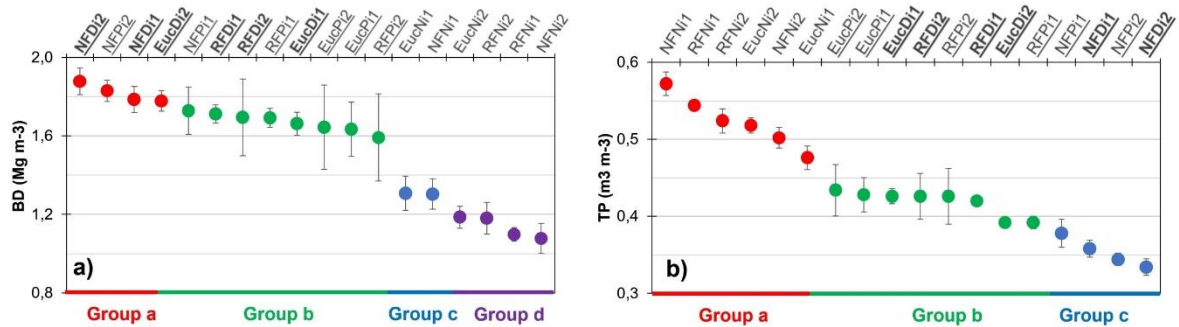 NFDi2
NFPi2
NFDi1
EucDi2
NFPi1
RFDi1
RFDi2
RFPi1
EucDi1
EucPi2
EucPi1
RFPi2
EucNi1
NFNi1
EucNi2
RFNi2
RFNi1
NFNi2
2,0
1,6
1,2
0,8
BD (Mg m-3)
a)
Group a
Group b
Group c
Group d
NFNi1
RFNi1
RFNi2
EucNi2
NFNi2
EucNi1
EucPi2
EucPi1
EucDi1
RFDi2
RFPi2
RFDi1
EucDi2
RFPi1
NFPi1
NFDi1
NFPi2
NFDi2
0,6
0,5
0,4
0,3
TP (m3 m-3)
b)
Group a
Group b
Group c